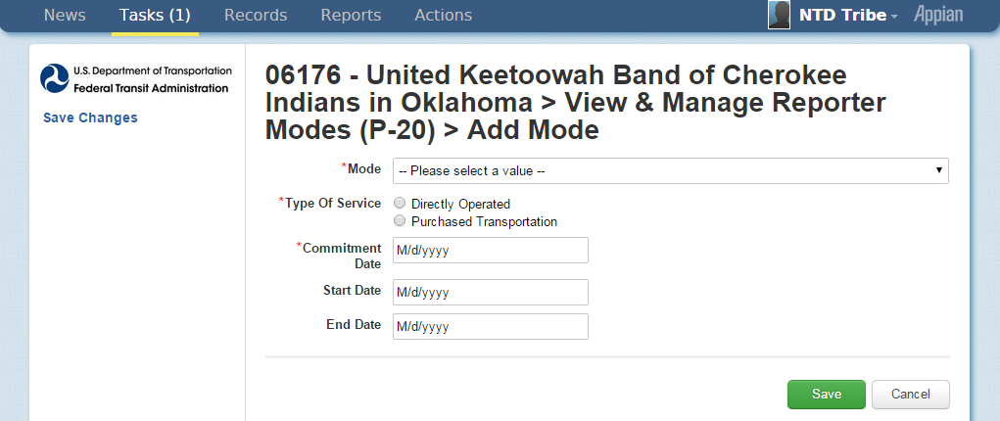 News Tasks (1) Records Reports Actions NTD Tribe Appian
U.S. Department of Transportation
Federal Transit Administration
Save Changes
06176 - United Keetoowah Band of Cherokee
Indians in Oklahoma > View & Manage Reporter
Modes (P-20) > Add Mode
*Mode -- Please select a value --
*Type Of Service Directly Operated
Purchased Transportation
*Commitment
Date M/d/yyyy
Start Date M/d/yyyy
End Date M/d/yyyy
Save Cancel